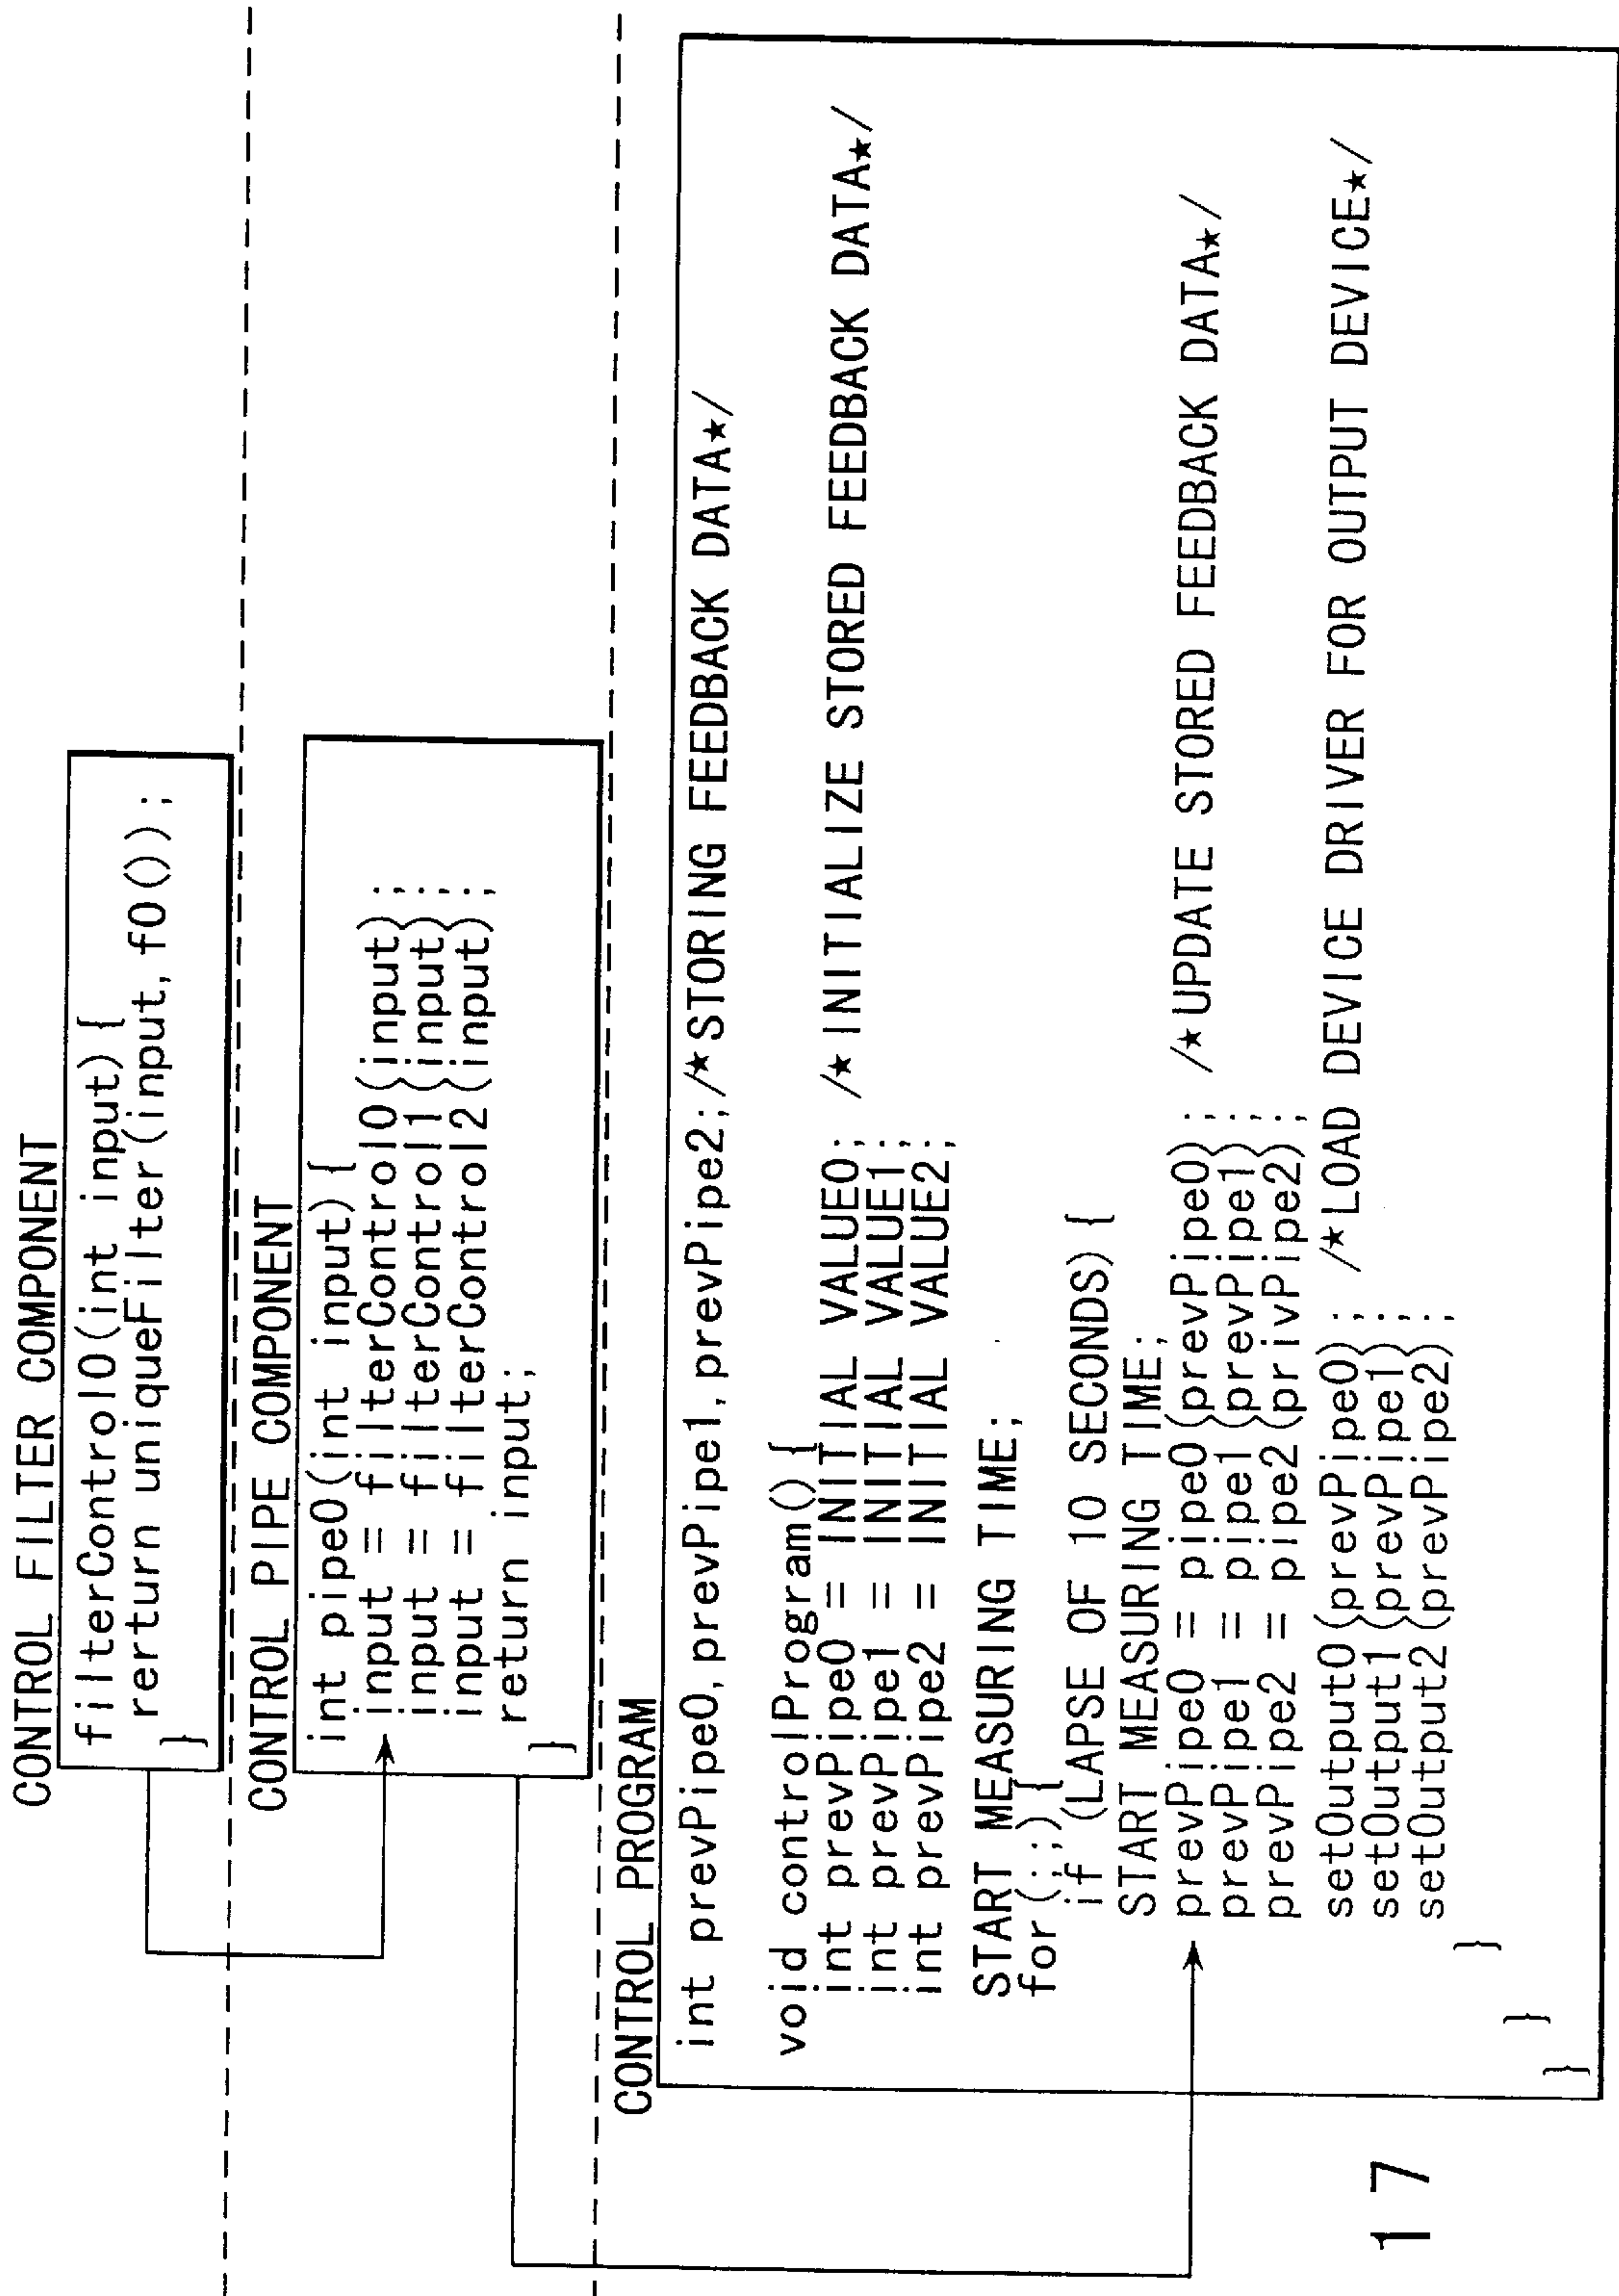 CONTROL FILTER COMPONENT
filterControl0(int input) {
rerturn uniqueFilter(input, f0());
}
CONTROL PIPE COMPONENT
int pipe0(int input) {
input = filterControl0(input);
input = filterControl1(input);
input = filterControl2(input);
return input;
}
CONTROL PROGRAM
int prevPipe0, prevPipe1, prevPipe2; /*STORING FEEDBACK DATA*/
void controlProgram() {
int prevPipe0 = INITIAL VALUE0; /*INITIALIZE STORED FEEDBACK DATA*/
int prevPipe1 = INITIAL VALUE1;
int prevPipe2 = INITIAL VALUE2;
START MEASURING TIME;
for(;;) {
if (LAPSE OF 10 SECONDS) {
START MEASURING TIME;
prevPipe0 = pipe0(prevPipe0); /*UPDATE STORED FEEDBACK DATA*/
prevPipe1 = pipe1(prevPipe1);
prevPipe2 = pipe2(privPipe2);
setOutput0(prevPipe0); /*LOAD DEVICE DRIVER FOR OUTPUT DEVICE*/
setOutput1(prevPipe1);
setOutput2(prevPipe2);
}
}
}
17